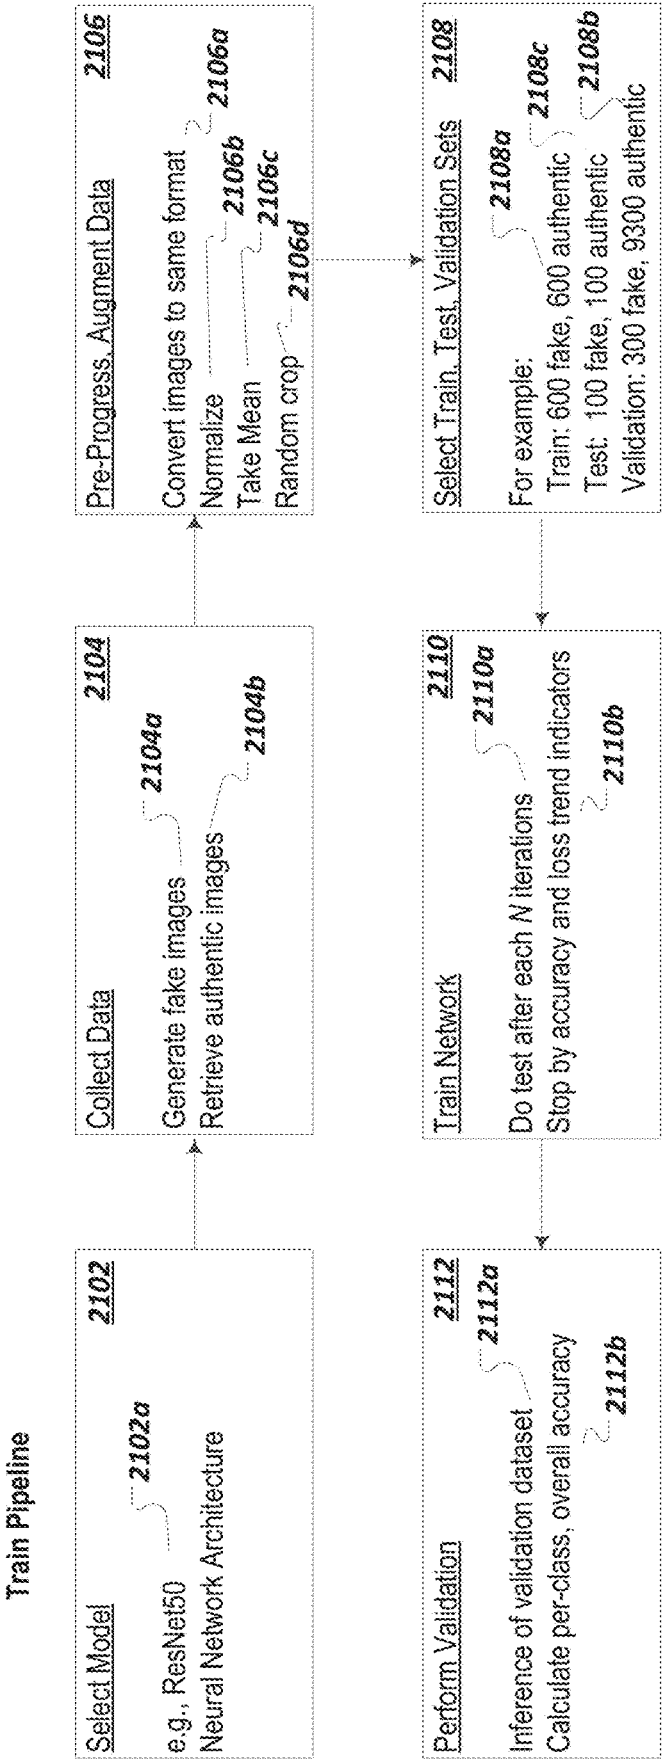 Train Pipeline
Select Model 2102
2102a
e.g., ResNet50
Neural Network Architecture
Collect Data 2104
2104a
Generate fake images
Retrieve authentic images
2104b
Pre-Progress, Augment Data 2106
Convert images to same format 2106a
Normalize 2106b
Take Mean 2106c
Random crop 2106d
Select Train, Test, Validation Sets 2108
2108a
For example:
2108c
Train: 600 fake, 600 authentic
Test: 100 fake, 100 authentic 2108b
Validation: 300 fake, 9300 authentic
Train Network 2110
2110a
Do test after each N iterations
Stop by accuracy and loss trend indicators
2110b
Perform Validation 2112
2112a
Inference of validation dataset
Calculate per-class, overall accuracy
2112b